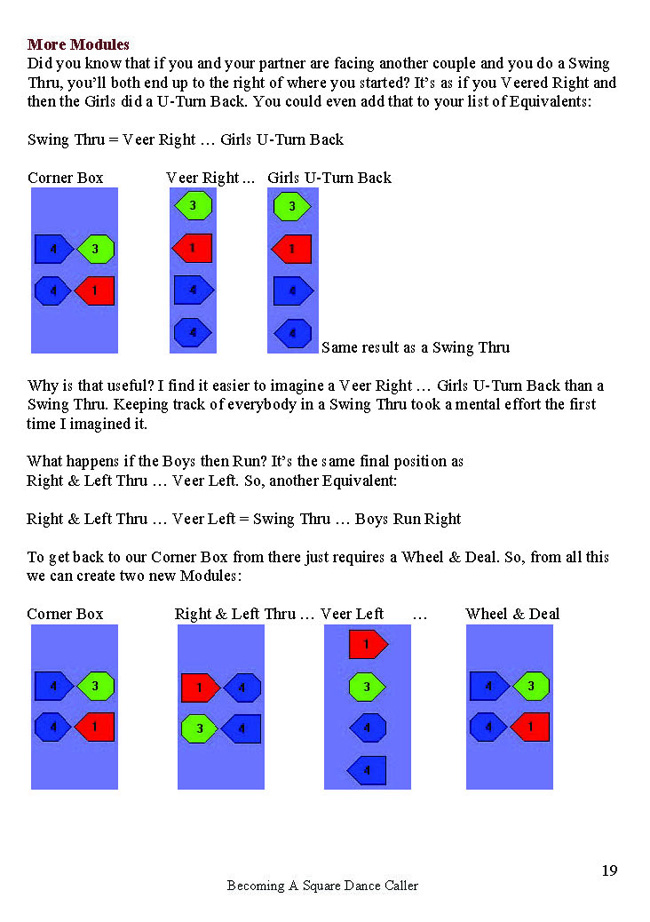 More Modules
Did you know that if you and your partner are facing another couple and you do a Swing
Thru, you'll both end up to the right of where you started? It's as if you Veered Right and
then the Girls did a U-Turn Back. You could even add that to your list of Equivalents:
Swing Thru = Veer Right … Girls U-Turn Back
Corner Box Veer Right ... Girls U-Turn Back
3 3
4 3 1 1
4 1 4 4
4 4
Same result as a Swing Thru
Why is that useful? I find it easier to imagine a Veer Right … Girls U-Turn Back than a
Swing Thru. Keeping track of everybody in a Swing Thru took a mental effort the first
time I imagined it.
What happens if the Boys then Run? It's the same final position as
Right & Left Thru … Veer Left. So, another Equivalent:
Right & Left Thru … Veer Left = Swing Thru … Boys Run Right
To get back to our Corner Box from there just requires a Wheel & Deal. So, from all this
we can create two new Modules:
Corner Box Right & Left Thru … Veer Left … Wheel & Deal
1
4 3 1 4 3 4 3
4 1 3 4 4 4 1
4
19
Becoming A Square Dance Caller